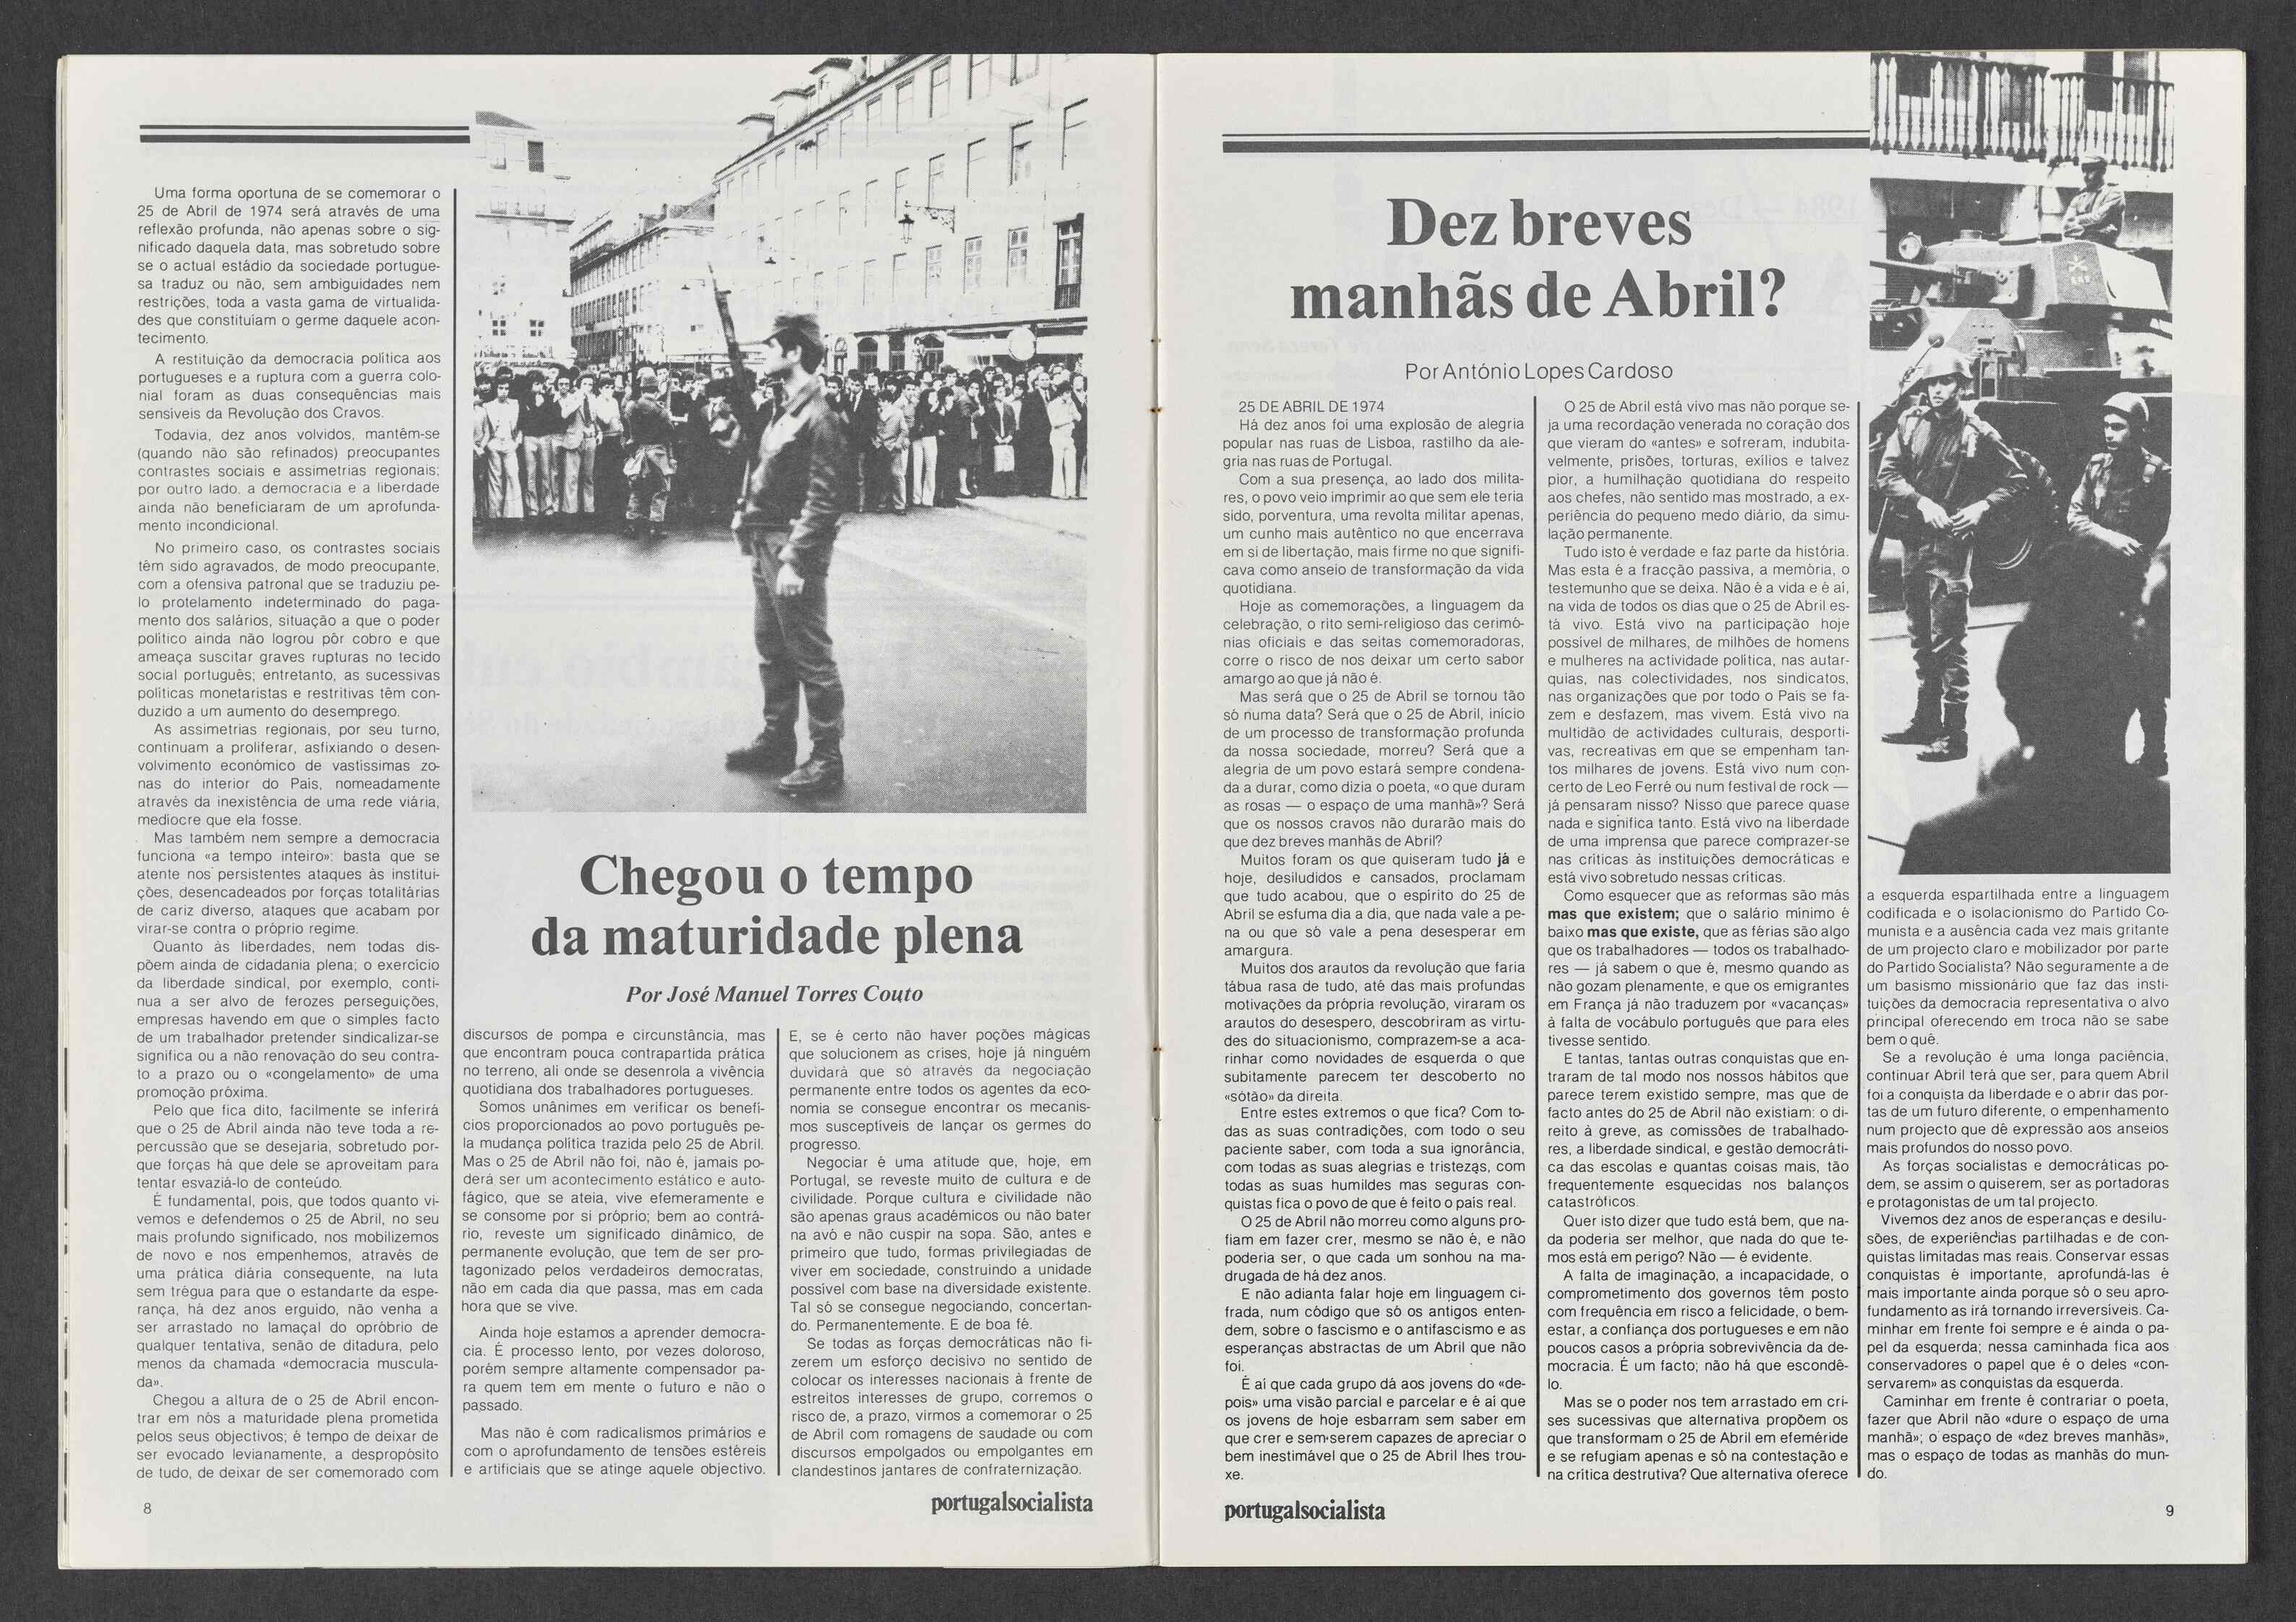 Uma forma oportuna de se comemorar o
25 de Abril de 1974 será através de uma
reflexão profunda, não apenas sobre o sig-
nificado daquela data, mas sobretudo sobre
se o actual estádio da sociedade portugue-
sa traduz ou não, sem ambiguidades nem
restrições, toda a vasta gama de virtualida-
des que constituíam o germe daquele acon-
tecimento.
A restituição da democracia política aos
portugueses e a ruptura com a guerra colo-
nial foram as duas consequências mais
sensíveis da Revolução dos Cravos.
Todavia, dez anos volvidos, mantêm-se
(quando não são refinados) preocupantes
contrastes sociais e assimetrias regionais;
por outro lado, a democracia e a liberdade
ainda não beneficiaram de um aprofunda-
mento incondicional.
No primeiro caso, os contrastes sociais
têm sido agravados, de modo preocupante,
com a ofensiva patronal que se traduziu pe-
lo protelamento indeterminado do paga-
mento dos salários, situação a que o poder
político ainda não logrou pôr cobro e que
ameaça suscitar graves rupturas no tecido
social português; entretanto, as sucessivas
políticas monetaristas e restritivas têm con-
duzido a um aumento do desemprego.
As assimetrias regionais, por seu turno,
continuam a proliferar, asfixiando o desen-
volvimento económico de vastíssimas zo-
nas do interior do País, nomeadamente
através da inexistência de uma rede viária,
medíocre que ela fosse.
Mas também nem sempre a democracia
funciona «a tempo inteiro»: basta que se
atente nos persistentes ataques às institui-
ções, desencadeados por forças totalitárias
de cariz diverso, ataques que acabam por
virar-se contra o próprio regime.
Quanto às liberdades, nem todas dis-
põem ainda de cidadania plena; o exercício
da liberdade sindical, por exemplo, conti-
nua a ser alvo de ferozes perseguições,
empresas havendo em que o simples facto
de um trabalhador pretender sindicalizar-se
significa ou a não renovação do seu contra-
to a prazo ou o «congelamento» de uma
promoção próxima.
Pelo que fica dito, facilmente se inferirá
que o 25 de Abril ainda não teve toda a re-
percussão que se desejaria, sobretudo por-
que forças há que dele se aproveitam para
tentar esvaziá-lo de conteúdo.
É fundamental, pois, que todos quanto vi-
vemos e defendemos o 25 de Abril, no seu
mais profundo significado, nos mobilizemos
de novo e nos empenhemos, através de
uma prática diária consequente, na luta
sem trégua para que o estandarte da espe-
rança, há dez anos erguido, não venha a
ser arrastado no lamaçal do opróbrio de
qualquer tentativa, senão de ditadura, pelo
menos da chamada «democracia muscula-
da».
Chegou a altura de o 25 de Abril encon-
trar em nós a maturidade plena prometida
pelos seus objectivos; é tempo de deixar de
ser evocado levianamente, a despropósito
de tudo, de deixar de ser comemorado com
Chegou o tempo
da maturidade plena
Por José Manuel Torres Couto
discursos de pompa e circunstância, mas
que encontram pouca contrapartida prática
no terreno, ali onde se desenrola a vivência
quotidiana dos trabalhadores portugueses.
Somos unânimes em verificar os benefí-
cios proporcionados ao povo português pe-
la mudança política trazida pelo 25 de Abril.
Mas o 25 de Abril não foi, não é, jamais po-
derá ser um acontecimento estático e auto-
fágico, que se ateia, vive efemeramente e
se consome por si próprio; bem ao contrá-
rio, reveste um significado dinâmico, de
permanente evolução, que tem de ser pro-
tagonizado pelos verdadeiros democratas,
não em cada dia que passa, mas em cada
hora que se vive.
Ainda hoje estamos a aprender democra-
cia. É processo lento, por vezes doloroso,
porém sempre altamente compensador pa-
ra quem tem em mente o futuro e não o
passado.
Mas não é com radicalismos primários e
com o aprofundamento de tensões estéreis
e artificiais que se atinge aquele objectivo.
E, se é certo não haver poções mágicas
que solucionem as crises, hoje já ninguém
duvidará que só através da negociação
permanente entre todos os agentes da eco-
nomia se consegue encontrar os mecanis-
mos susceptíveis de lançar os germes do
progresso.
Negociar é uma atitude que, hoje, em
Portugal, se reveste muito de cultura e de
civilidade. Porque cultura e civilidade não
são apenas graus académicos ou não bater
na avó e não cuspir na sopa. São, antes e
primeiro que tudo, formas privilegiadas de
viver em sociedade, construindo a unidade
possível com base na diversidade existente.
Tal só se consegue negociando, concertan-
do. Permanentemente. E de boa fé.
Se todas as forças democráticas não fi-
zerem um esforço decisivo no sentido de
colocar os interesses nacionais à frente de
estreitos interesses de grupo, corremos o
risco de, a prazo, virmos a comemorar o 25
de Abril com romagens de saudade ou com
discursos empolgados ou empolgantes em
clandestinos jantares de confraternização.
8
portugalsocialista
Dez breves
manhãs de Abril?
Por António Lopes Cardoso
25 DE ABRIL DE 1974
Há dez anos foi uma explosão de alegria
popular nas ruas de Lisboa, rastilho da ale-
gria nas ruas de Portugal.
Com a sua presença, ao lado dos milita-
res, o povo veio imprimir ao que sem ele teria
sido, porventura, uma revolta militar apenas,
um cunho mais autêntico no que encerrava
em si de libertação, mais firme no que signifi-
cava como anseio de transformação da vida
quotidiana.
Hoje as comemorações, a linguagem da
celebração, o rito semi-religioso das cerimó-
nias oficiais e das seitas comemoradoras,
corre o risco de nos deixar um certo sabor
amargo ao que já não é.
Mas será que o 25 de Abril se tornou tão
só numa data? Será que o 25 de Abril, início
de um processo de transformação profunda
da nossa sociedade, morreu? Será que a
alegria de um povo estará sempre condena-
da a durar, como dizia o poeta, «o que duram
as rosas — o espaço de uma manhã»? Será
que os nossos cravos não durarão mais do
que dez breves manhãs de Abril?
Muitos foram os que quiseram tudo já e
hoje, desiludidos e cansados, proclamam
que tudo acabou, que o espírito do 25 de
Abril se esfuma dia a dia, que nada vale a pe-
na ou que só vale a pena desesperar em
amargura.
Muitos dos arautos da revolução que faria
tábua rasa de tudo, até das mais profundas
motivações da própria revolução, viraram os
arautos do desespero, descobriram as virtu-
des do situacionismo, comprazem-se a aca-
rinhar como novidades de esquerda o que
subitamente parecem ter descoberto no
«sótão» da direita.
Entre estes extremos o que fica? Com to-
das as suas contradições, com todo o seu
paciente saber, com toda a sua ignorância,
com todas as suas alegrias e tristezas, com
todas as suas humildes mas seguras con-
quistas fica o povo de que é feito o país real.
O 25 de Abril não morreu como alguns pro-
fiam em fazer crer, mesmo se não é, e não
poderia ser, o que cada um sonhou na ma-
drugada de há dez anos.
E não adianta falar hoje em linguagem ci-
frada, num código que só os antigos enten-
dem, sobre o fascismo e o antifascismo e as
esperanças abstractas de um Abril que não
foi.
É aí que cada grupo dá aos jovens do «de-
pois» uma visão parcial e parcelar e é aí que
os jovens de hoje esbarram sem saber em
que crer e sem serem capazes de apreciar o
bem inestimável que o 25 de Abril lhes trou-
xe.
O 25 de Abril está vivo mas não porque se-
ja uma recordação venerada no coração dos
que vieram do «antes» e sofreram, indubita-
velmente, prisões, torturas, exílios e talvez
pior, a humilhação quotidiana do respeito
aos chefes, não sentido mas mostrado, a ex-
periência do pequeno medo diário, da simu-
lação permanente.
Tudo isto é verdade e faz parte da história.
Mas esta é a fracção passiva, a memória, o
testemunho que se deixa. Não é a vida e é aí,
na vida de todos os dias que o 25 de Abril es-
tá vivo. Está vivo na participação hoje
possível de milhares, de milhões de homens
e mulheres na actividade política, nas autar-
quias, nas colectividades, nos sindicatos,
nas organizações que por todo o País se fa-
zem e desfazem, mas vivem. Está vivo na
multidão de actividades culturais, desporti-
vas, recreativas em que se empenham tan-
tos milhares de jovens. Está vivo num con-
certo de Leo Ferré ou num festival de rock —
já pensaram nisso? Nisso que parece quase
nada e significa tanto. Está vivo na liberdade
de uma imprensa que parece comprazer-se
nas críticas às instituições democráticas e
está vivo sobretudo nessas críticas.
Como esquecer que as reformas são más
mas que existem; que o salário mínimo é
baixo mas que existe, que as férias são algo
que os trabalhadores — todos os trabalhado-
res — já sabem o que é, mesmo quando as
não gozam plenamente, e que os emigrantes
em França já não traduzem por «vacanças»
à falta de vocábulo português que para eles
tivesse sentido.
E tantas, tantas outras conquistas que en-
traram de tal modo nos nossos hábitos que
parece terem existido sempre, mas que de
facto antes do 25 de Abril não existiam: o di-
reito à greve, as comissões de trabalhado-
res, a liberdade sindical, e gestão democráti-
ca das escolas e quantas coisas mais, tão
frequentemente esquecidas nos balanços
catastróficos.
Quer isto dizer que tudo está bem, que na-
da poderia ser melhor, que nada do que te-
mos está em perigo? Não — é evidente.
A falta de imaginação, a incapacidade, o
comprometimento dos governos têm posto
com frequência em risco a felicidade, o bem-
estar, a confiança dos portugueses e em não
poucos casos a própria sobrevivência da de-
mocracia. É um facto; não há que escondê-
lo.
Mas se o poder nos tem arrastado em cri-
ses sucessivas que alternativa propõem os
que transformam o 25 de Abril em efeméride
e se refugiam apenas e só na contestação e
na crítica destrutiva? Que alternativa oferece
a esquerda espartilhada entre a linguagem
codificada e o isolacionismo do Partido Co-
munista e a ausência cada vez mais gritante
de um projecto claro e mobilizador por parte
do Partido Socialista? Não seguramente a de
um basismo missionário que faz das insti-
tuições da democracia representativa o alvo
principal oferecendo em troca não se sabe
bem o quê.
Se a revolução é uma longa paciência,
continuar Abril terá que ser, para quem Abril
foi a conquista da liberdade e o abrir das por-
tas de um futuro diferente, o empenhamento
num projecto que dê expressão aos anseios
mais profundos do nosso povo.
As forças socialistas e democráticas po-
dem, se assim o quiserem, ser as portadoras
e protagonistas de um tal projecto.
Vivemos dez anos de esperanças e desilu-
sões, de experiências partilhadas e de con-
quistas limitadas mas reais. Conservar essas
conquistas é importante, aprofundá-las é
mais importante ainda porque só o seu apro-
fundamento as irá tornando irreversíveis. Ca-
minhar em frente foi sempre e é ainda o pa-
pel da esquerda; nessa caminhada fica aos
conservadores o papel que é o deles «con-
servarem» as conquistas da esquerda.
Caminhar em frente é contrariar o poeta,
fazer que Abril não «dure o espaço de uma
manhã»; o espaço de «dez breves manhãs»,
mas o espaço de todas as manhãs do mun-
do.
portugalsocialista
9